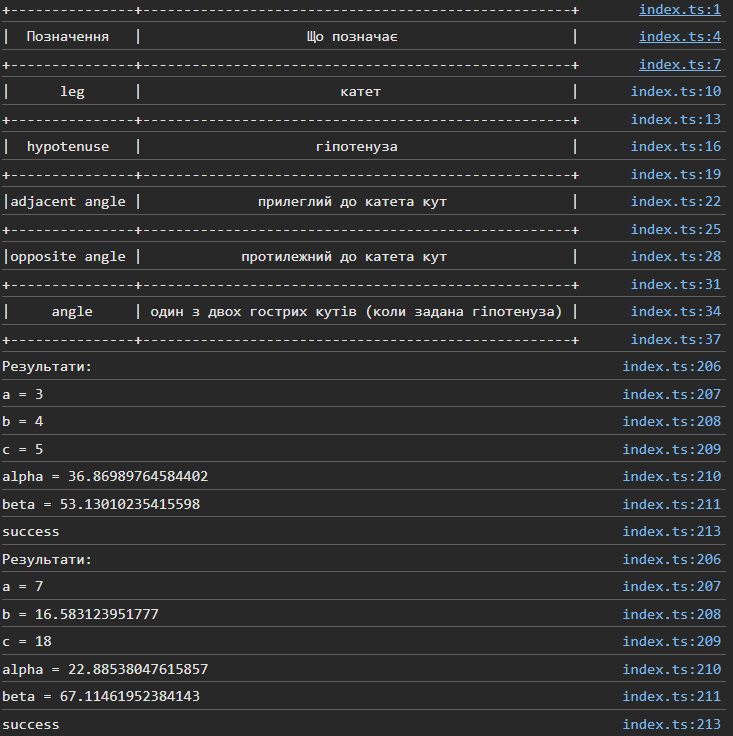 +---------------+----------------------------------------------------+ index.ts:1
|  Позначення   |                    Що позначає                     | index.ts:4
+---------------+----------------------------------------------------+ index.ts:7
|      leg      |                        катет                       | index.ts:10
+---------------+----------------------------------------------------+ index.ts:13
|  hypotenuse   |                     гіпотенуза                     | index.ts:16
+---------------+----------------------------------------------------+ index.ts:19
|adjacent angle |              прилеглий до катета кут               | index.ts:22
+---------------+----------------------------------------------------+ index.ts:25
|opposite angle |            протилежний до катета кут               | index.ts:28
+---------------+----------------------------------------------------+ index.ts:31
|     angle     | один з двох гострих кутів (коли задана гіпотенуза) | index.ts:34
+---------------+----------------------------------------------------+ index.ts:37
Результати: index.ts:206
a = 3 index.ts:207
b = 4 index.ts:208
c = 5 index.ts:209
alpha = 36.86989764584402 index.ts:210
beta = 53.13010235415598 index.ts:211
success index.ts:213
Результати: index.ts:206
a = 7 index.ts:207
b = 16.583123951777 index.ts:208
c = 18 index.ts:209
alpha = 22.88538047615857 index.ts:210
beta = 67.11461952384143 index.ts:211
success index.ts:213